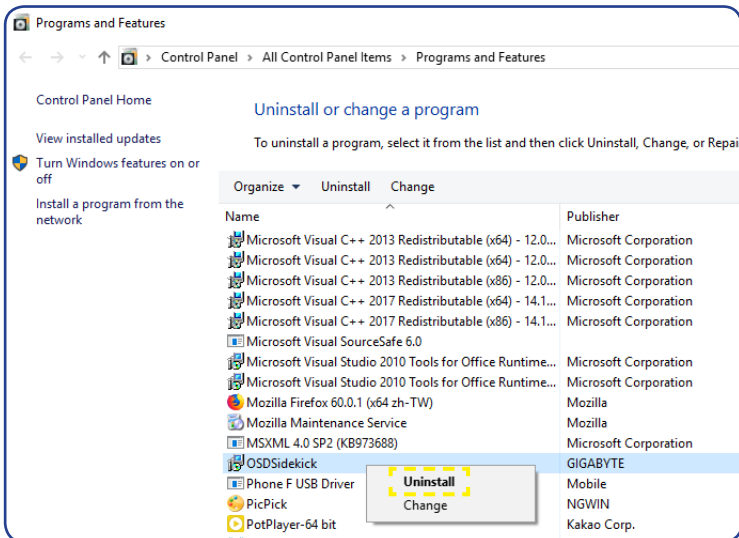 Programs and Features
Control Panel > All Control Panel Items > Programs and Features
Control Panel Home
View installed updates
Turn Windows features on or
off
Install a program from the
network
Uninstall or change a program
To uninstall a program, select it from the list and then click Uninstall, Change, or Repai
Organize Uninstall Change
Name Publisher
Microsoft Visual C++ 2013 Redistributable (x64) - 12.0... Microsoft Corporation
Microsoft Visual C++ 2013 Redistributable (x64) - 12.0... Microsoft Corporation
Microsoft Visual C++ 2013 Redistributable (x86) - 12.0... Microsoft Corporation
Microsoft Visual C++ 2017 Redistributable (x64) - 14.1... Microsoft Corporation
Microsoft Visual C++ 2017 Redistributable (x86) - 14.1... Microsoft Corporation
Microsoft Visual SourceSafe 6.0
Microsoft Visual Studio 2010 Tools for Office Runtime... Microsoft Corporation
Microsoft Visual Studio 2010 Tools for Office Runtime... Microsoft Corporation
Mozilla Firefox 60.0.1 (x64 zh-TW) Mozilla
Mozilla Maintenance Service Mozilla
MSXML 4.0 SP2 (KB973688) Microsoft Corporation
OSDSidekick GIGABYTE
Phone F USB Driver Mobile
PicPick NGWIN
PotPlayer-64 bit Kakao Corp.
Uninstall
Change